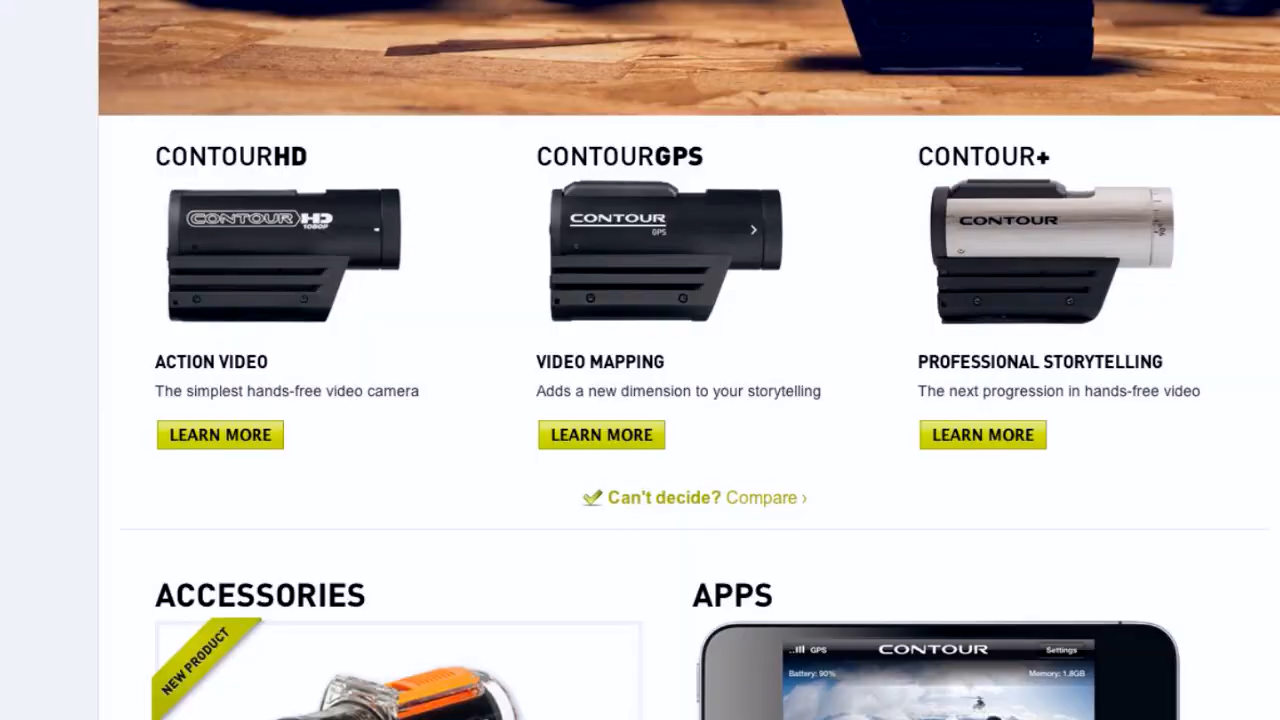 CONTOURHD
CONTOURGPS
CONTOUR+
CONTOUR HD
1080P
CONTOUR
GPS
CONTOUR
ACTION VIDEO
VIDEO MAPPING
PROFESSIONAL STORYTELLING
The simplest hands-free video camera
Adds a new dimension to your storytelling
The next progression in hands-free video
LEARN MORE
LEARN MORE
LEARN MORE
Can't decide? Compare ›
ACCESSORIES
APPS
NEW PRODUCT
GPS
CONTOUR
Settings
Battery: 90%
Memory: 1.8GB